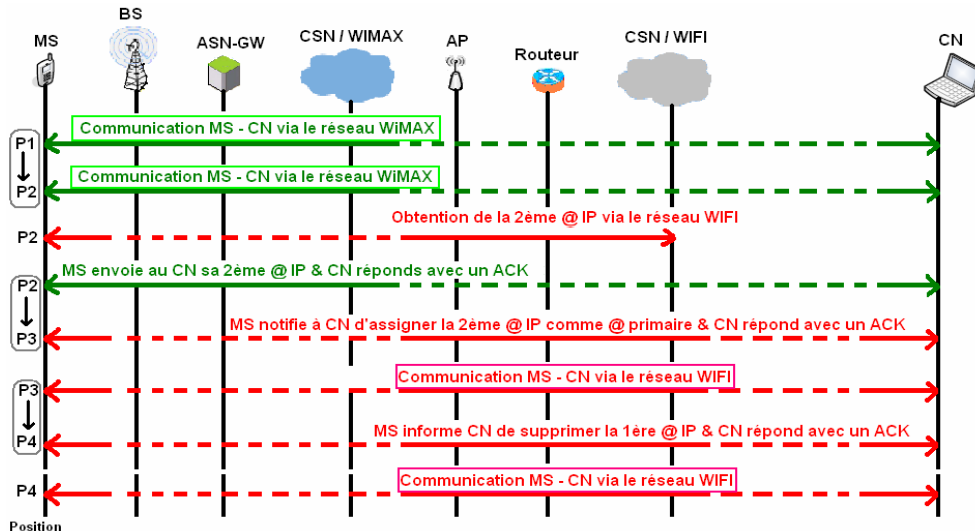 MS
BS
ASN-GW
CSN / WIMAX
AP
Routeur
CSN / WIFI
CN
P1
Communication MS - CN via le réseau WiMAX
P2
Communication MS - CN via le réseau WiMAX
Obtention de la 2ème @ IP via le réseau WIFI
P2
MS envoie au CN sa 2ème @ IP & CN réponds avec un ACK
P2
MS notifie à CN d'assigner la 2ème @ IP comme @ primaire & CN répond avec un ACK
P3
P3
Communication MS - CN via le réseau WIFI
MS informe CN de supprimer la 1ère @ IP & CN répond avec un ACK
P4
P4
Communication MS - CN via le réseau WIFI
Position